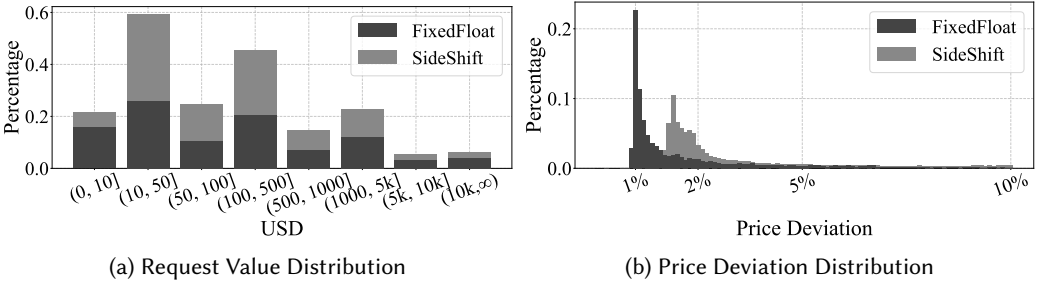 0.6
0.4
0.2
0.0
Percentage
FixedFloat
SideShift
(0, 10]
(10, 50]
(50, 100]
(100, 500]
(500, 1000]
(1000, 5k]
(5k, 10k]
(10k,∞)
USD
(a) Request Value Distribution
0.2
0.1
0.0
Percentage
FixedFloat
SideShift
1%
2%
5%
10%
Price Deviation
(b) Price Deviation Distribution